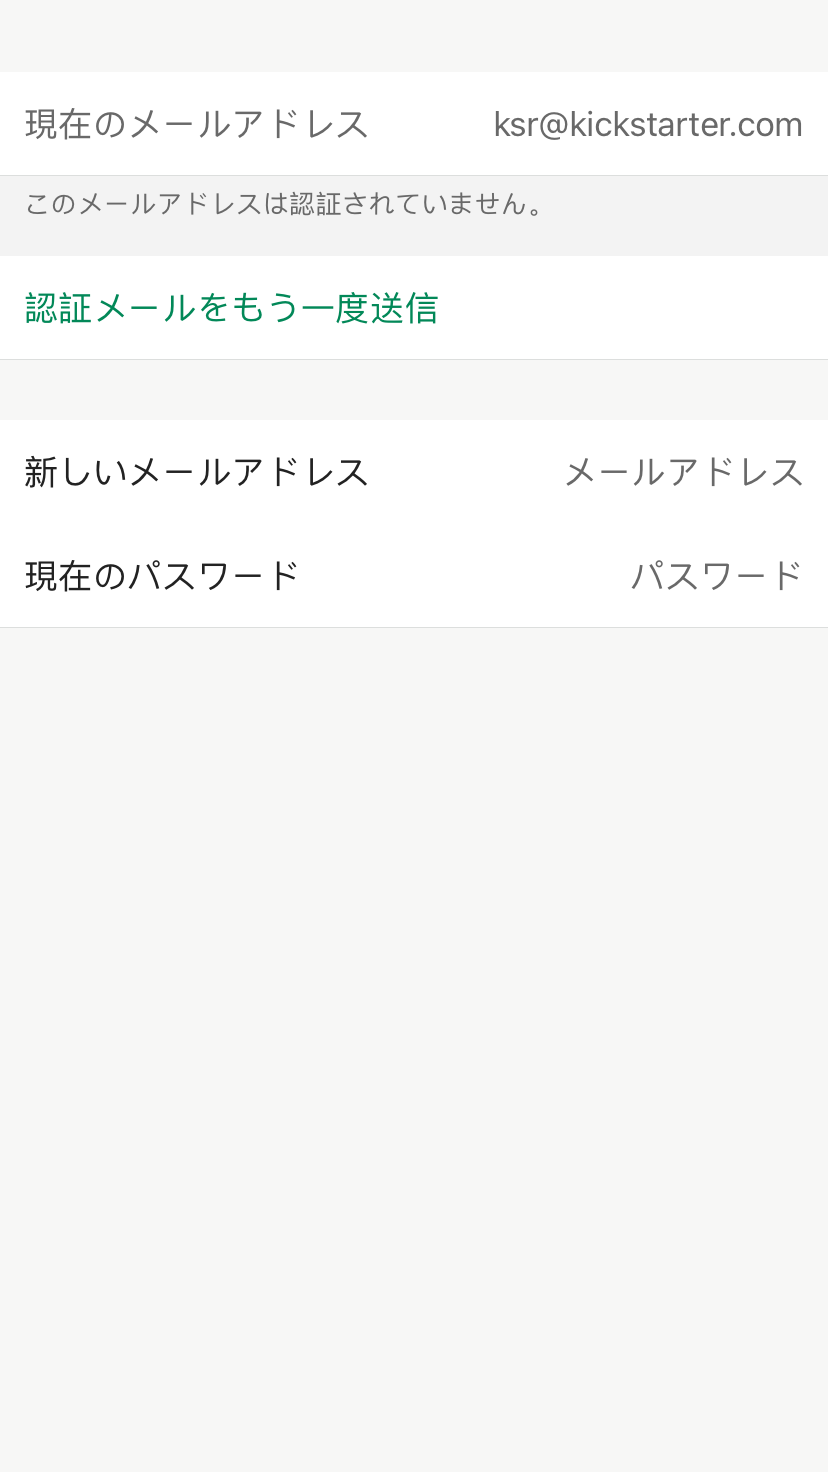 現在のメールアドレス ksr@kickstarter.com
このメールアドレスは認証されていません。
認証メールをもう一度送信
新しいメールアドレス メールアドレス
現在のパスワード パスワード